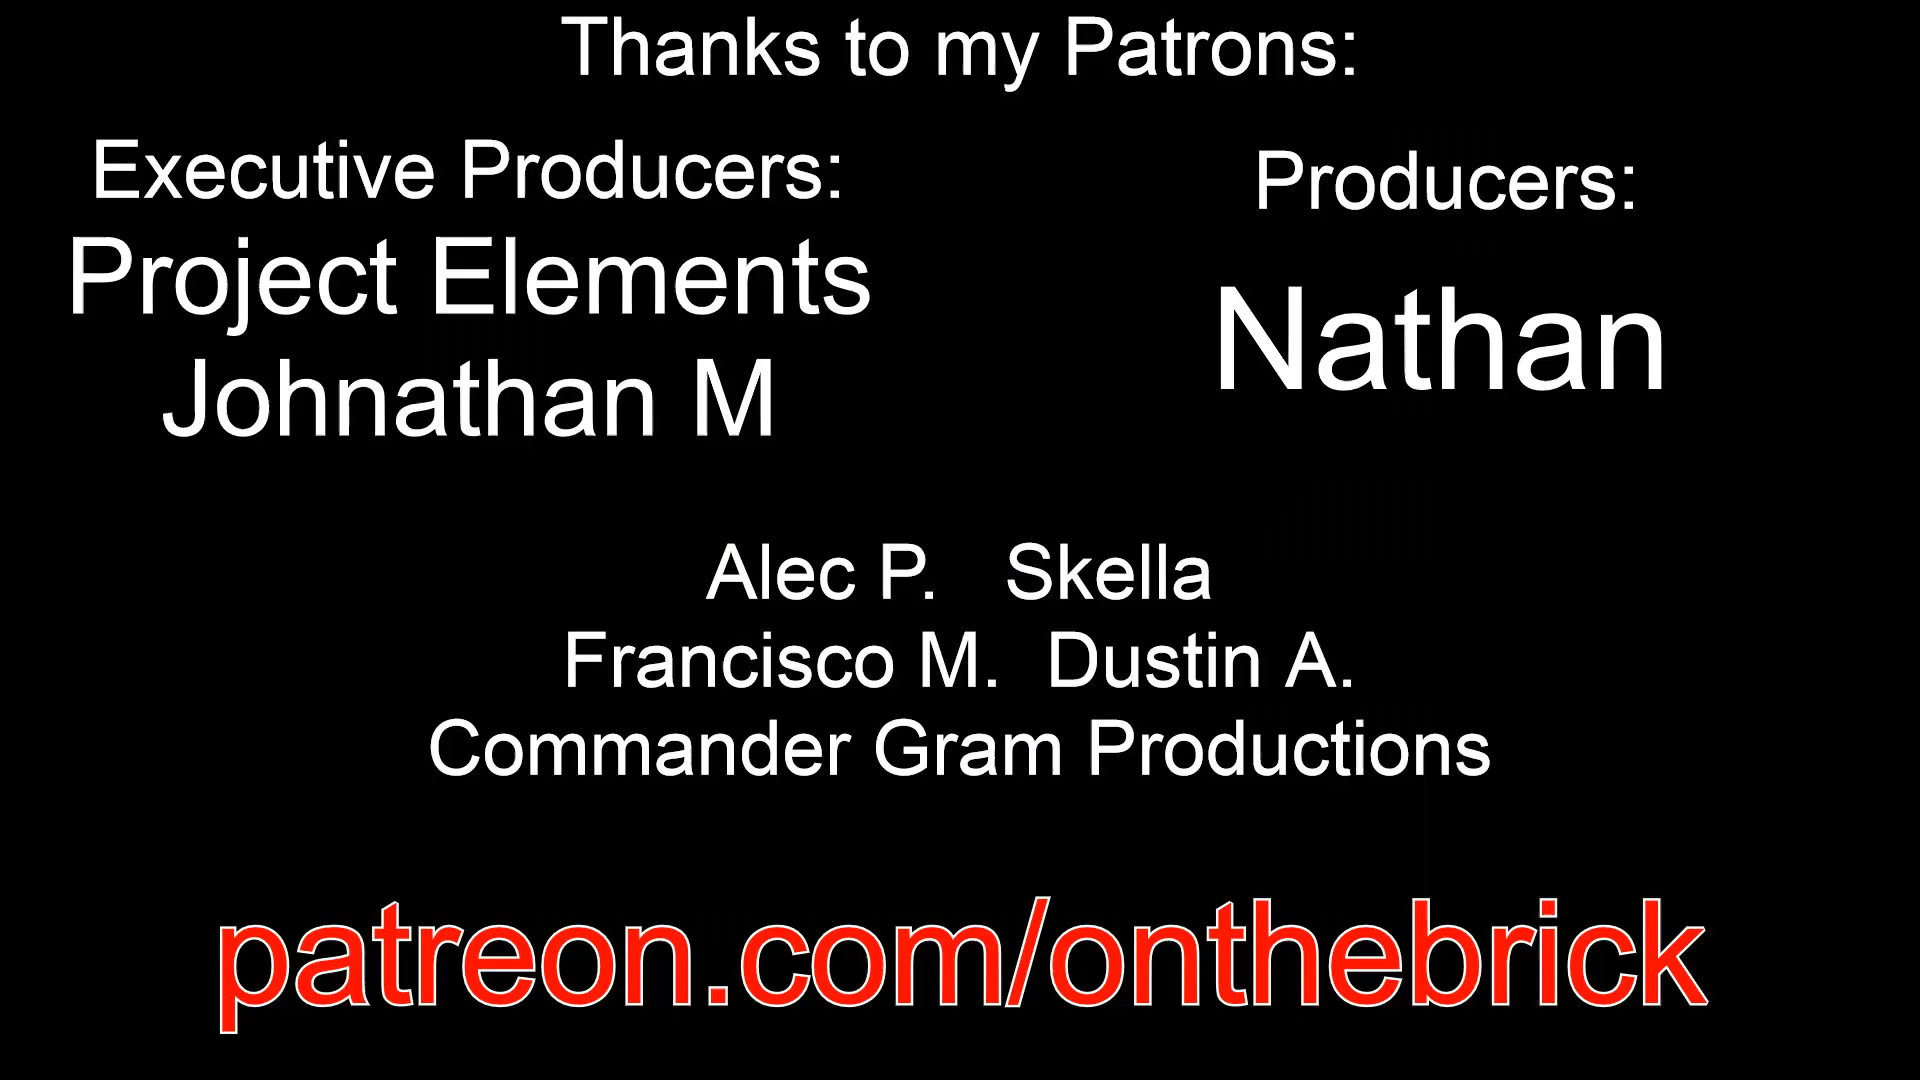 Thanks to my Patrons:
Executive Producers:
Project Elements
Johnathan M
Producers:
Nathan
Alec P.   Skella
Francisco M.  Dustin A.
Commander Gram Productions
patreon.com/onthebrick